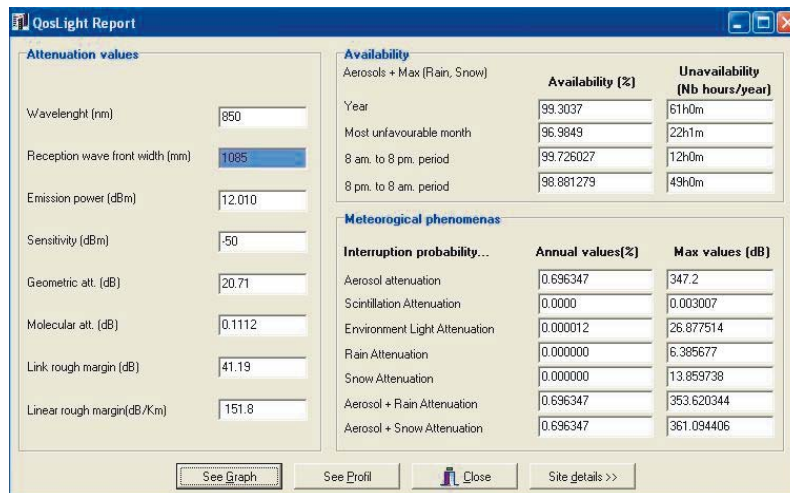 QosLight Report
Attenuation values
Wavelenght (nm) 850
Reception wave front width (mm) 1085
Emission power (dBm) 12.010
Sensitivity (dBm) -50
Geometric att. (dB) 20.71
Molecular att. (dB) 0.1112
Link rough margin (dB) 41.19
Linear rough margin(dB/Km) 151.8
Availability
Aerosols + Max (Rain, Snow) Availability (%) Unavailability
(Nb hours/year)
Year 99.3037 61h0m
Most unfavourable month 96.9849 22h1m
8 am. to 8 pm. period 99.726027 12h0m
8 pm. to 8 am. period 98.881279 49h0m
Meteorogical phenomenas
Interruption probability... Annual values(%) Max values (dB)
Aerosol attenuation 0.696347 347.2
Scintillation Attenuation 0.0000 0.003007
Environment Light Attenuation 0.000012 26.877514
Rain Attenuation 0.000000 6.385677
Snow Attenuation 0.000000 13.859738
Aerosol + Rain Attenuation 0.696347 353.620344
Aerosol + Snow Attenuation 0.696347 361.094406
See Graph See Profil Close Site details >>